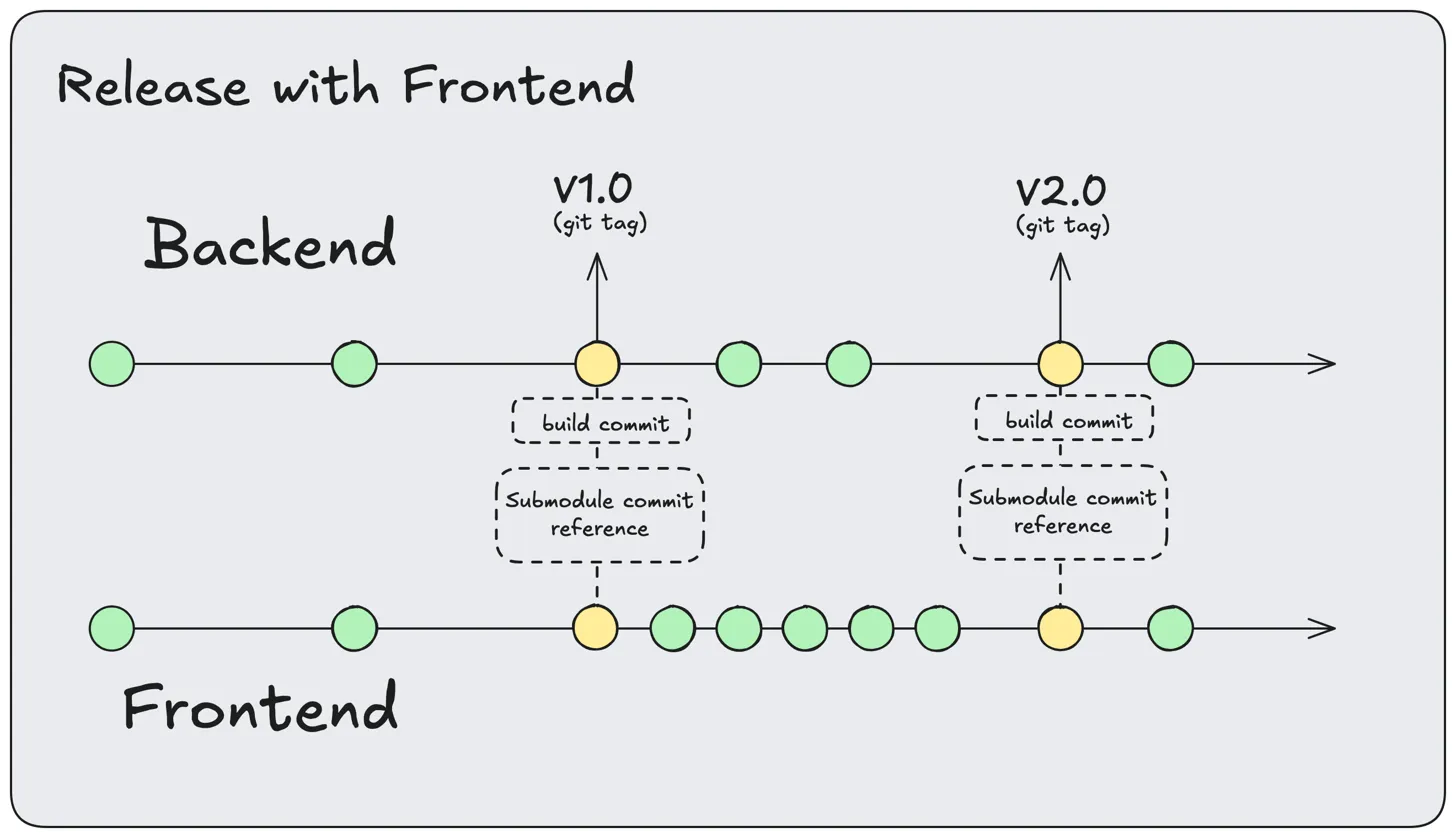 Release with Frontend
V1.0
(git tag)
V2.0
(git tag)
Backend
build commit
build commit
Submodule commit
reference
Submodule commit
reference
Frontend